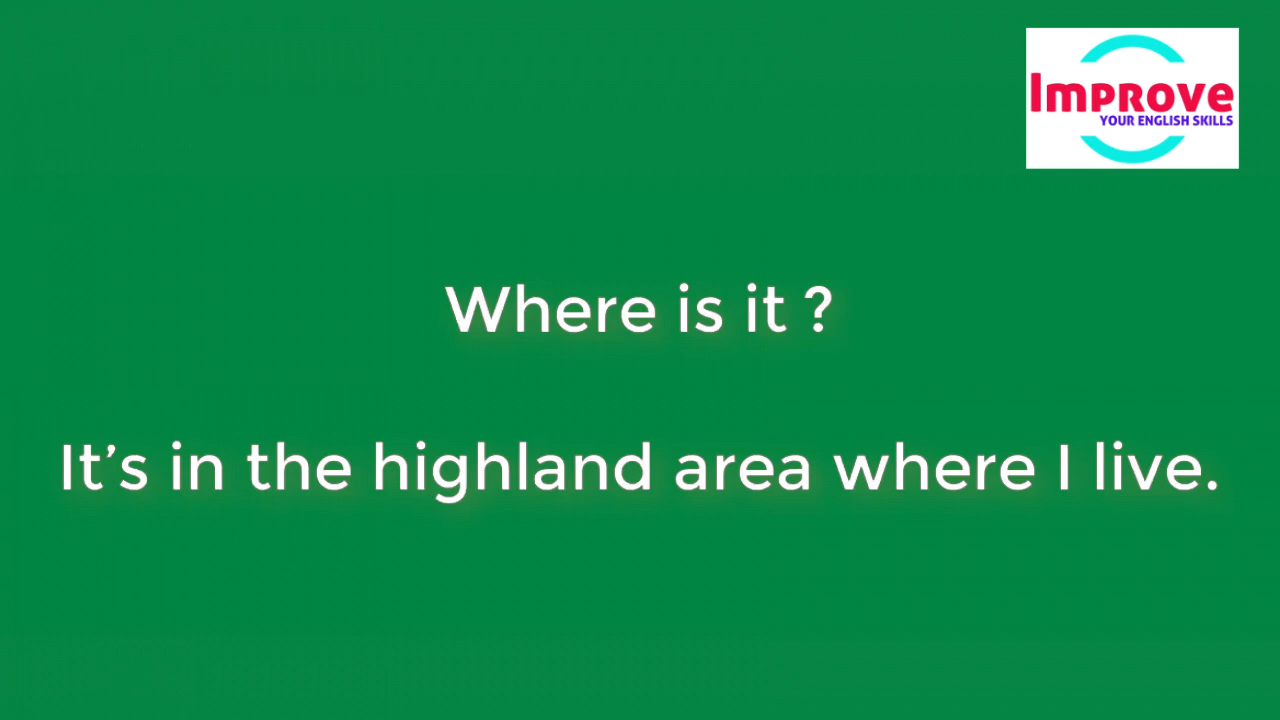 Improve
YOUR ENGLISH SKILLS
Where is it ?
It’s in the highland area where I live.